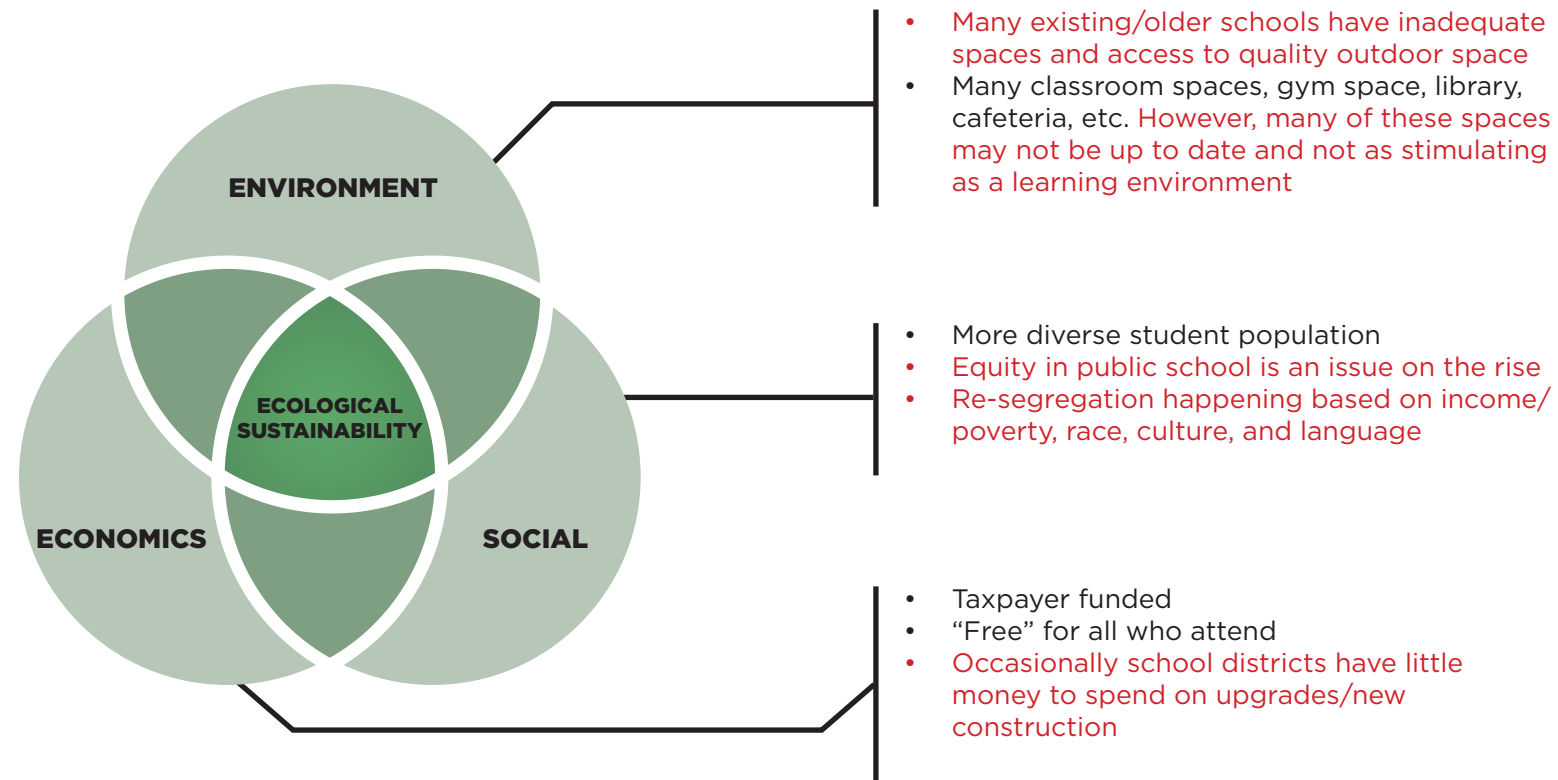 ENVIRONMENT
ECOLOGICAL
SUSTAINABILITY
ECONOMICS
SOCIAL
• Many existing/older schools have inadequate
spaces and access to quality outdoor space
• Many classroom spaces, gym space, library,
cafeteria, etc. However, many of these spaces
may not be up to date and not as stimulating
as a learning environment
• More diverse student population
• Equity in public school is an issue on the rise
• Re-segregation happening based on income/
poverty, race, culture, and language
• Taxpayer funded
• “Free” for all who attend
• Occasionally school districts have little
money to spend on upgrades/new
construction